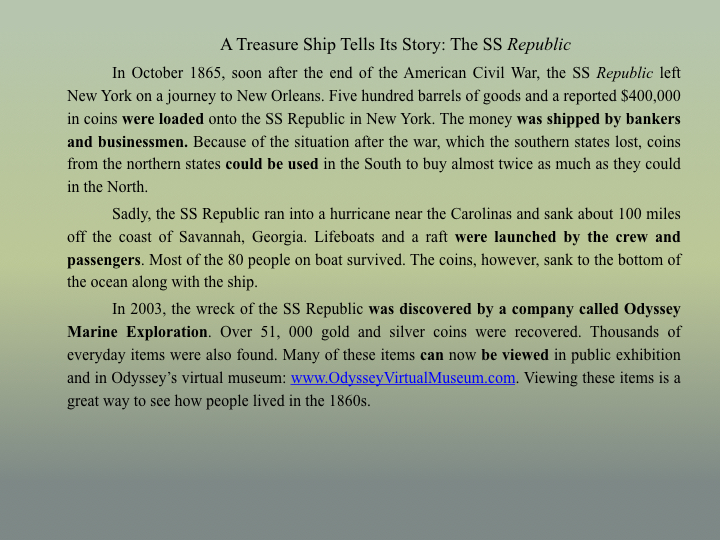 A Treasure Ship Tells Its Story: The SS Republic
In October 1865, soon after the end of the American Civil War, the SS Republic left
New York on a journey to New Orleans. Five hundred barrels of goods and a reported $400,000
in coins were loaded onto the SS Republic in New York. The money was shipped by bankers
and businessmen. Because of the situation after the war, which the southern states lost, coins
from the northern states could be used in the South to buy almost twice as much as they could
in the North.
Sadly, the SS Republic ran into a hurricane near the Carolinas and sank about 100 miles
off the coast of Savannah, Georgia. Lifeboats and a raft were launched by the crew and
passengers. Most of the 80 people on boat survived. The coins, however, sank to the bottom of
the ocean along with the ship.
In 2003, the wreck of the SS Republic was discovered by a company called Odyssey
Marine Exploration. Over 51, 000 gold and silver coins were recovered. Thousands of
everyday items were also found. Many of these items can now be viewed in public exhibition
and in Odyssey’s virtual museum: www.OdysseyVirtualMuseum.com. Viewing these items is a
great way to see how people lived in the 1860s.